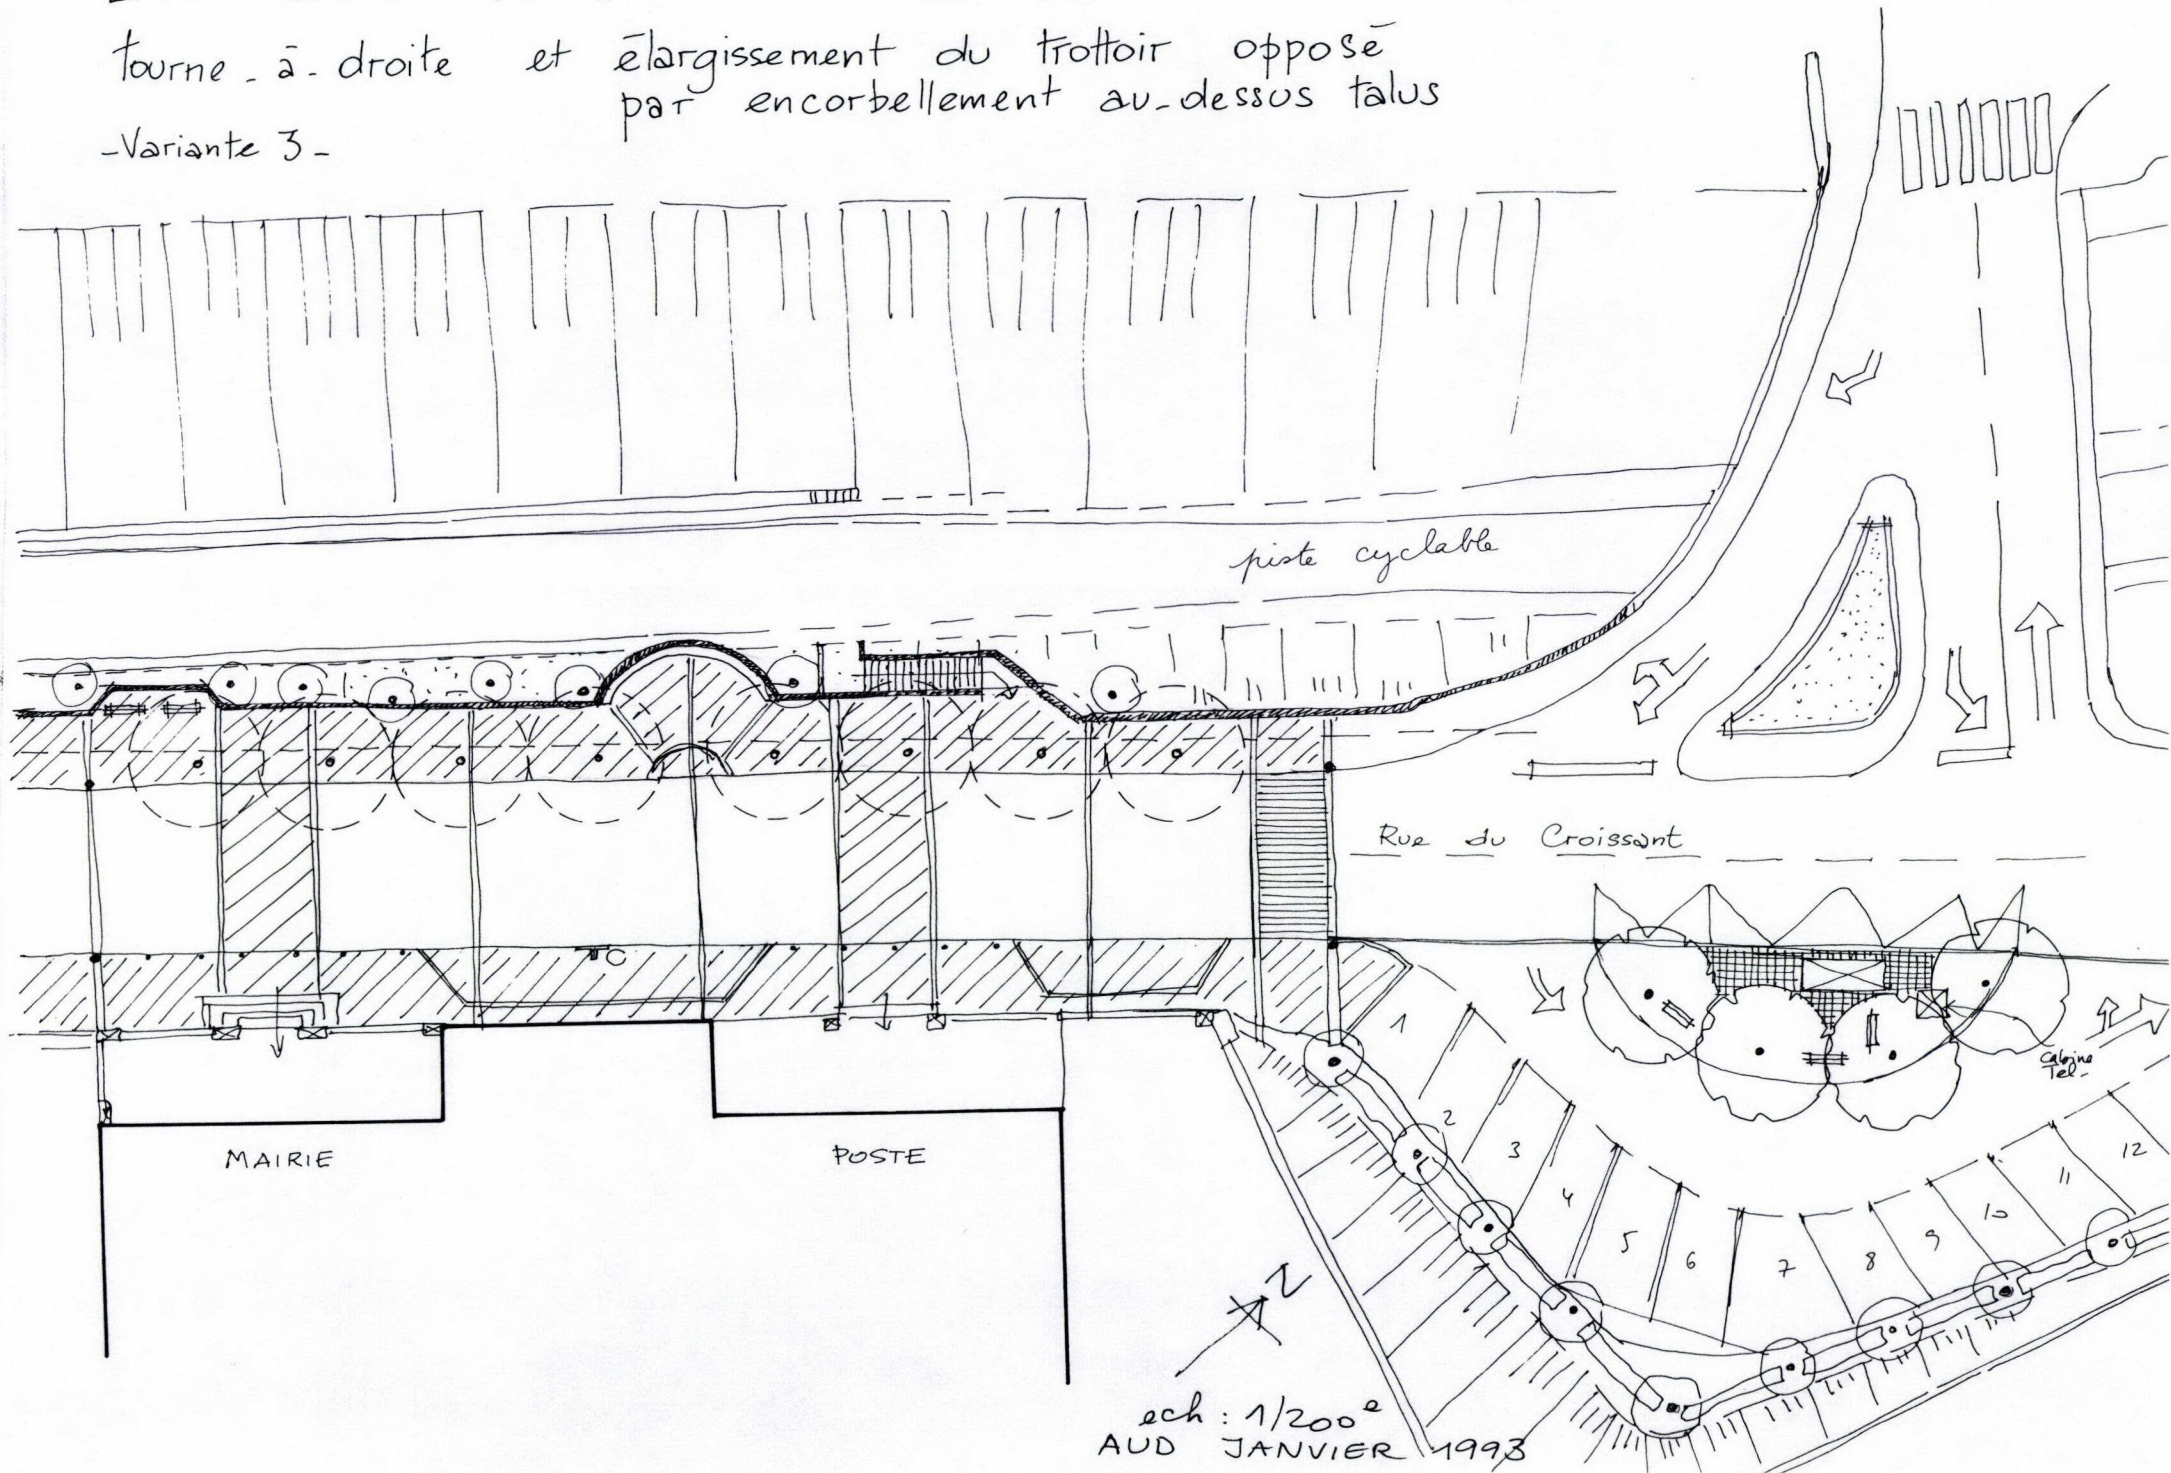 tourne-à-droite et élargissement du trottoir opposé
par encorbellement au-dessus talus
-Variante 3-
piste cyclable
Rue du Croissant
TC
1
2
3
4
5
6
7
8
9
10
11
12
Cabine
Tel-
MAIRIE
POSTE
N
ech : 1/200e
AUD JANVIER 1993